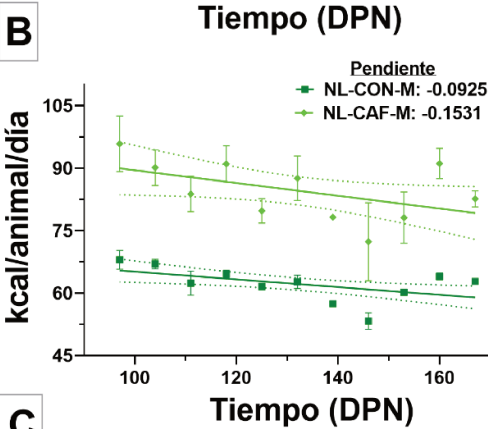 Tiempo (DPN)
B
Pendiente
NL-CON-M: -0.0925
NL-CAF-M: -0.1531
kcal/animal/día
105
90
75
60
45
100 120 140 160
Tiempo (DPN)
C